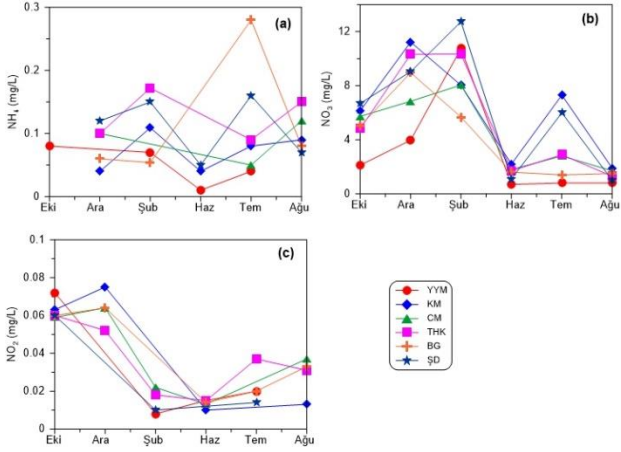 (a)
NH₄ (mg/L)
0.3
0.2
0.1
0
Eki Ara Şub Haz Tem Ağu
(b)
NO₃ (mg/L)
12
8
4
0
Eki Ara Şub Haz Tem Ağu
(c)
NO₂ (mg/L)
0.1
0.08
0.06
0.04
0.02
0
Eki Ara Şub Haz Tem Ağu
YYM
KM
CM
THK
BG
ŞD